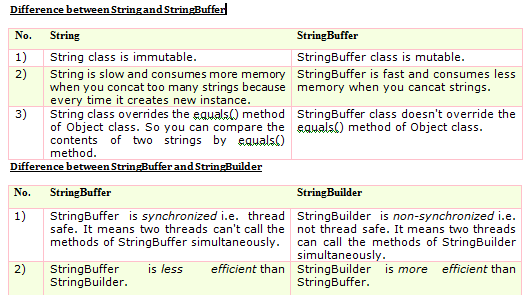 Difference between String and StringBuffer
No. String StringBuffer
1) String class is immutable. StringBuffer class is mutable.
2) String is slow and consumes more memory StringBuffer is fast and consumes less
when you concat too many strings because memory when you cancat strings.
every time it creates new instance.
3) String class overrides the equals() method StringBuffer class doesn't override the
of Object class. So you can compare the equals() method of Object class.
contents of two strings by equals()
method.
Difference between StringBuffer and StringBuilder
No. StringBuffer StringBuilder
1) StringBuffer is synchronized i.e. thread StringBuilder is non-synchronized i.e.
safe. It means two threads can't call the not thread safe. It means two threads
methods of StringBuffer simultaneously. can call the methods of StringBuilder
simultaneously.
2) StringBuffer is less efficient than StringBuilder is more efficient than
StringBuilder. StringBuffer.